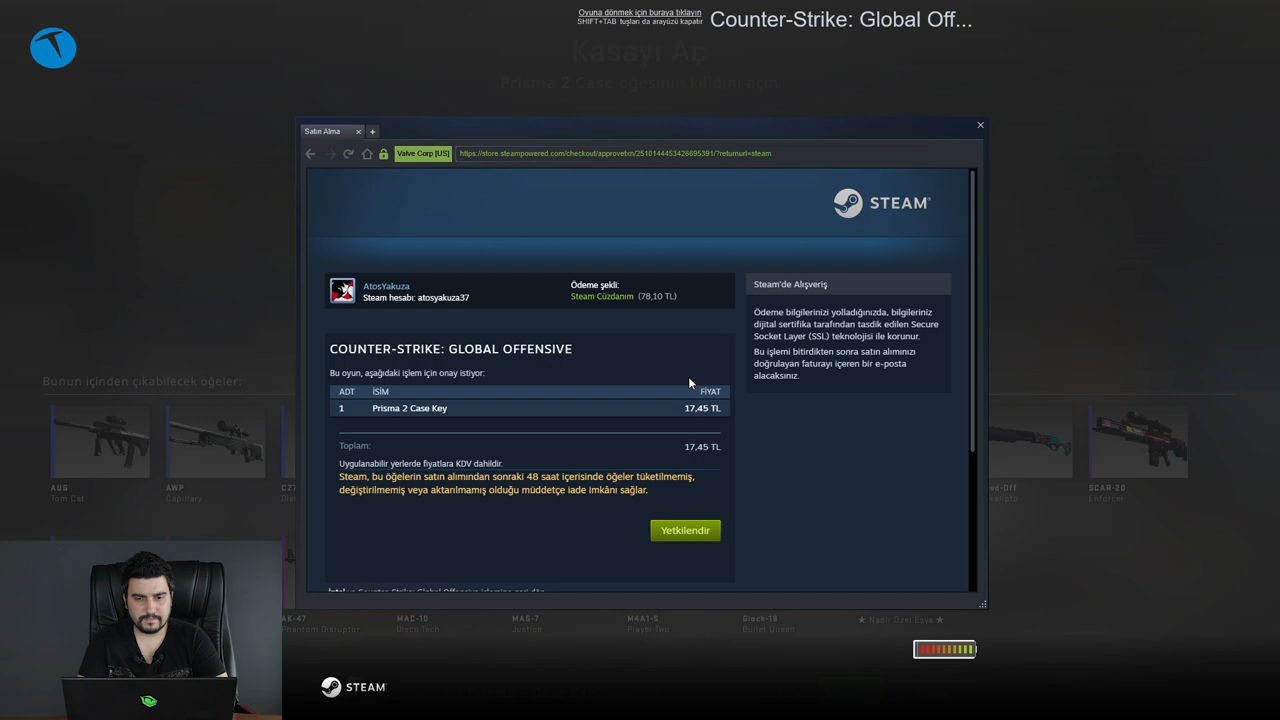 Oyuna dönmek için buraya tıklayın
SHIFT+TAB tuşları da arayüzü kapatır
Counter-Strike: Global Off...
Kasayı Aç
Prisma 2 Case öğesinin kilidini açın
Satın Alma
Valve Corp [US]
https://store.steampowered.com/checkout/approvetxn/2510144453426695391/?returnurl=steam
STEAM
AtosYakuza
Steam hesabı: atosyakuza37
Ödeme şekli:
Steam Cüzdanım (78,10 TL)
Steam'de Alışveriş
Ödeme bilgilerinizi yolladığınızda, bilgileriniz
dijital sertifika tarafından tasdik edilen Secure
Socket Layer (SSL) teknolojisi ile korunur.
Bu işlemi bitirdikten sonra satın alımınızı
doğrulayan faturayı içeren bir e-posta
alacaksınız.
COUNTER-STRIKE: GLOBAL OFFENSIVE
Bu oyun, aşağıdaki işlem için onay istiyor:
ADT İSİM FİYAT
1 Prisma 2 Case Key 17,45 TL
Toplam: 17,45 TL
Uygulanabilir yerlerde fiyatlara KDV dahildir.
Steam, bu öğelerin satın alımından sonraki 48 saat içerisinde öğeler tüketilmemiş,
değiştirilmemiş veya aktarılmamış olduğu müddetçe iade imkânı sağlar.
Yetkilendir
Bunun içinden çıkabilecek öğeler:
AUG
Tom Cat
AWP
Capillary
SCAR-20
Enforcer
AK-47
Phantom Disruptor
MAC-10
Disco Tech
MAG-7
Justice
M4A1-S
Player Two
Glock-18
Bullet Queen
★ Nadir Özel Eşya ★
STEAM